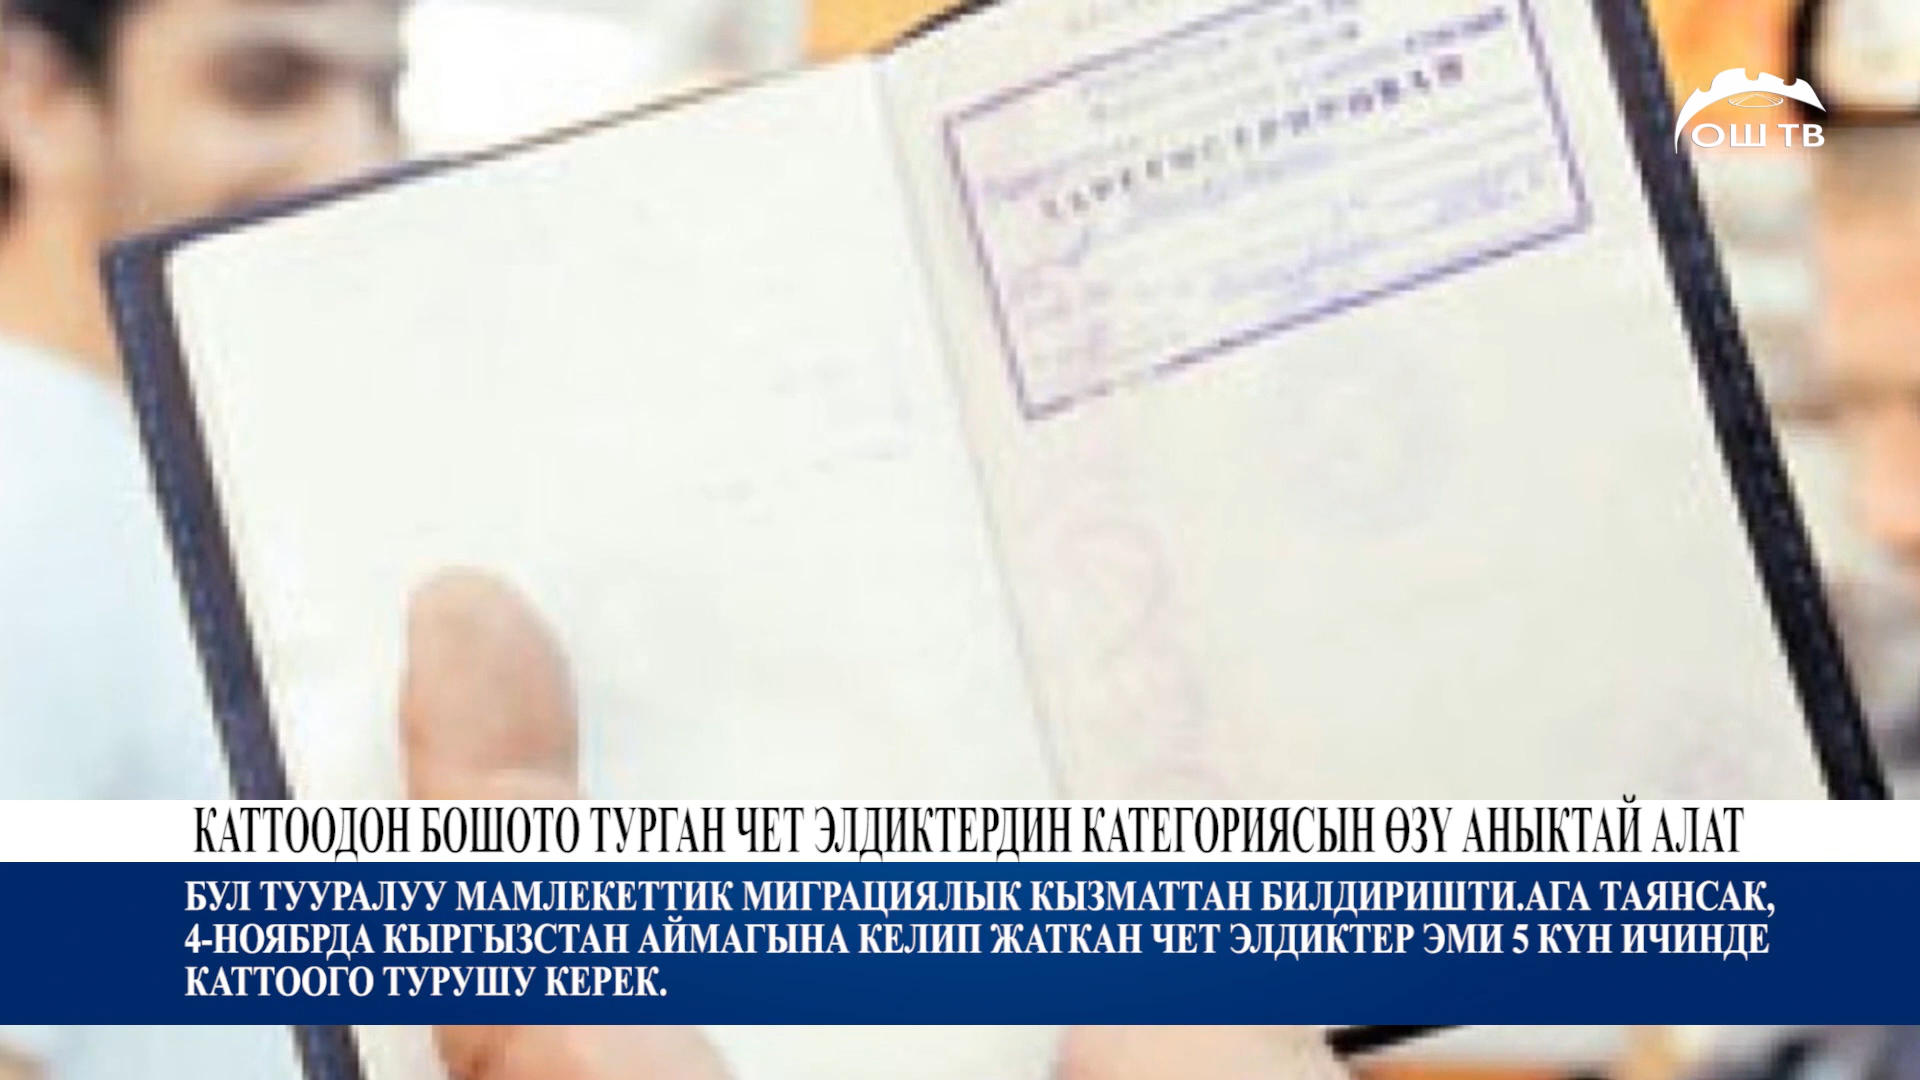 ЗАРЕГИСТРИРОВАН
ОШ ТВ
КАТТООДОН БОШОТО ТУРГАН ЧЕТ ЭЛДИКТЕРДИН КАТЕГОРИЯСЫН ӨЗҮ АНЫКТАЙ АЛАТ
БУЛ ТУУРАЛУУ МАМЛЕКЕТТИК МИГРАЦИЯЛЫК КЫЗМАТТАН БИЛДИРИШТИ.АГА ТАЯНСАК,
4-НОЯБРДА КЫРГЫЗСТАН АЙМАГЫНА КЕЛИП ЖАТКАН ЧЕТ ЭЛДИКТЕР ЭМИ 5 КҮН ИЧИНДЕ
КАТТООГО ТУРУШУ КЕРЕК.